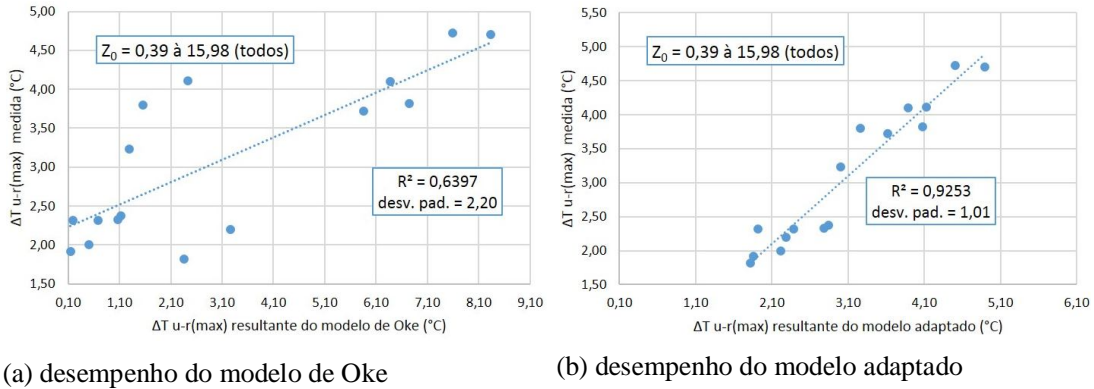 5,00
4,50
4,00
3,50
3,00
2,50
2,00
1,50
ΔT u-r(max) medida (°C)
Z0 = 0,39 à 15,98 (todos)
R² = 0,6397
desv. pad. = 2,20
0,10 1,10 2,10 3,10 4,10 5,10 6,10 7,10 8,10 9,10
ΔT u-r(max) resultante do modelo de Oke (°C)
(a) desempenho do modelo de Oke
5,50
5,00
4,50
4,00
3,50
3,00
2,50
2,00
1,50
ΔT u-r(max) medida (°C)
Z0 = 0,39 à 15,98 (todos)
R² = 0,9253
desv. pad. = 1,01
0,10 1,10 2,10 3,10 4,10 5,10 6,10
ΔT u-r(max) resultante do modelo adaptado (°C)
(b) desempenho do modelo adaptado